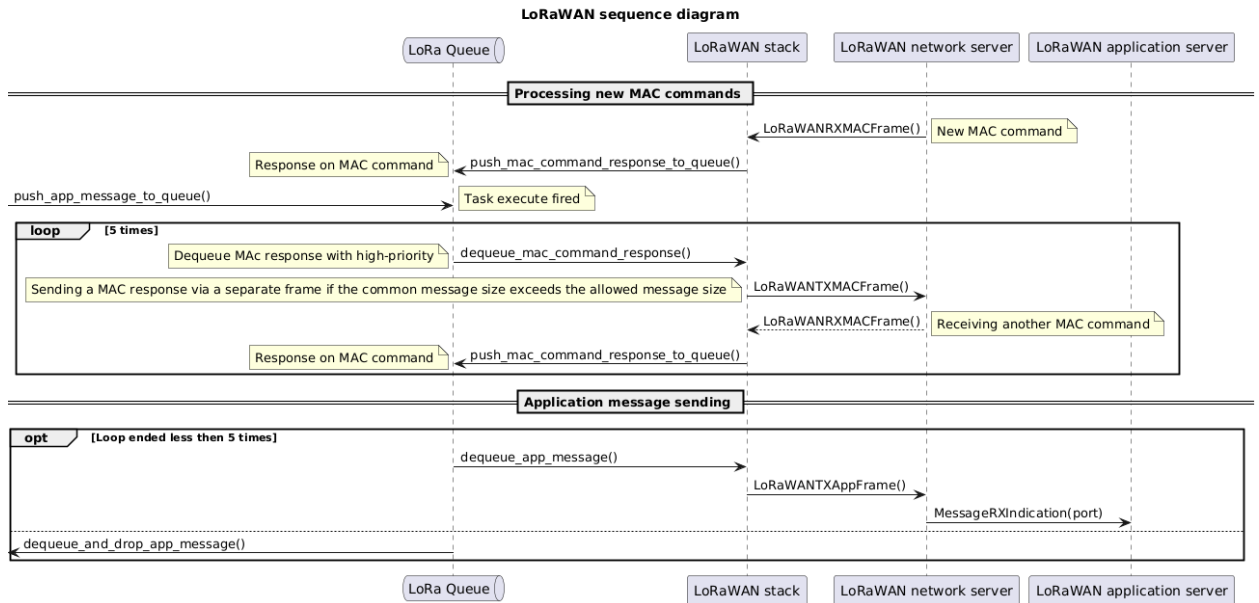 LoRaWAN sequence diagram
LoRa Queue
LoRaWAN stack
LoRaWAN network server
LoRaWAN application server
Processing new MAC commands
LoRaWANRXMACFrame()
New MAC command
Response on MAC command
push_mac_command_response_to_queue()
push_app_message_to_queue()
Task execute fired
loop
[5 times]
Dequeue MAc response with high-priority
dequeue_mac_command_response()
Sending a MAC response via a separate frame if the common message size exceeds the allowed message size
LoRaWANTXMACFrame()
LoRaWANRXMACFrame()
Receiving another MAC command
Response on MAC command
push_mac_command_response_to_queue()
Application message sending
opt
[Loop ended less then 5 times]
dequeue_app_message()
LoRaWANTXAppFrame()
MessageRXIndication(port)
dequeue_and_drop_app_message()
LoRa Queue
LoRaWAN stack
LoRaWAN network server
LoRaWAN application server